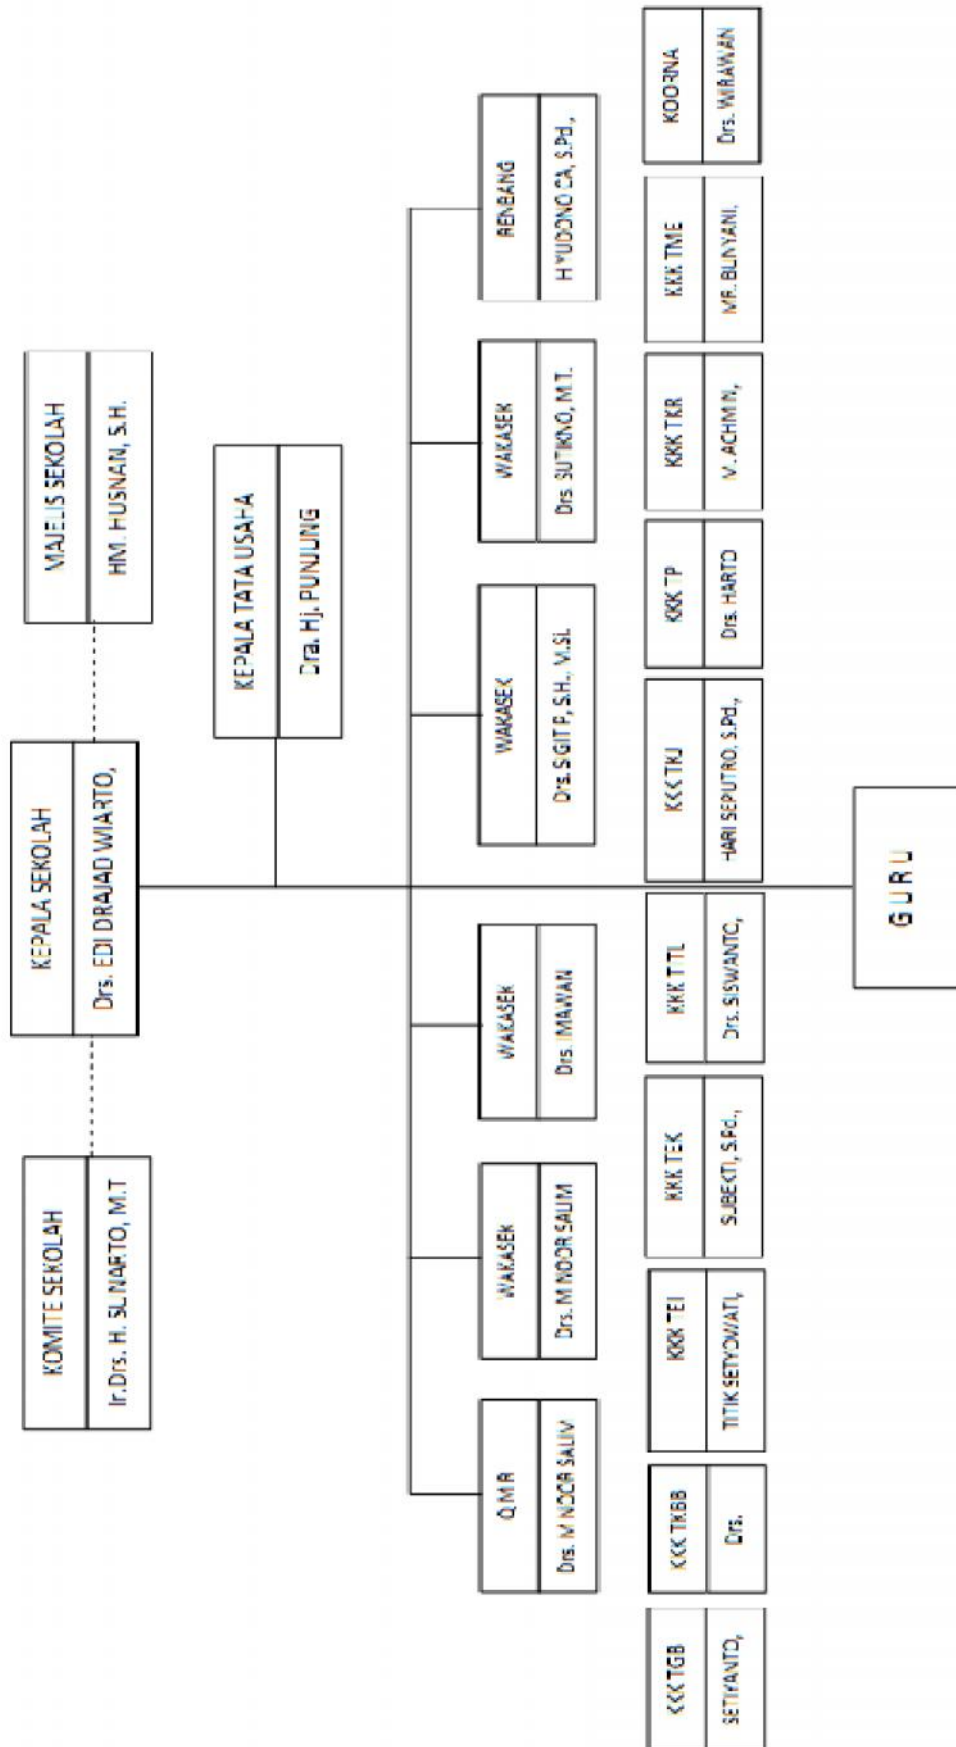 KOMITE SEKOLAH
Ir.Drs. H. SUNARTO, M.T
KEPALA SEKOLAH
Drs. EDI DRAJAD WIARTO,
MAJELIS SEKOLAH
HM. HUSNAN, S.H.
KEPALA TATA USAHA
Dra. Hj. PUNJUNG
QMR
Drs. M NOOR SALIM
WAKASEK
Drs. M NOOR SALIM
WAKASEK
Drs. IMAWAN
WAKASEK
Drs. SIGIT P, S.H., M.Si.
WAKASEK
Drs. SUTIKNO, M.T.
RENBANG
H YUDONO CA, S.Pd.,
KKK TGB
SETIYANTO,
KKK TKBB
Drs.
KKK TEI
TITIK SETYOWATI,
KKK TEK
SUBEKTI, S.Pd.,
KKK TITL
Drs. SISWANTO,
KKK TKJ
HARI SEPUTRO, S.Pd.,
KKK TP
Drs. HARTO
KKK TKR
M. ACHMIN,
KKK TME
MR. BUNYANI,
KOORNA
Drs. WIRAWAN
GURU